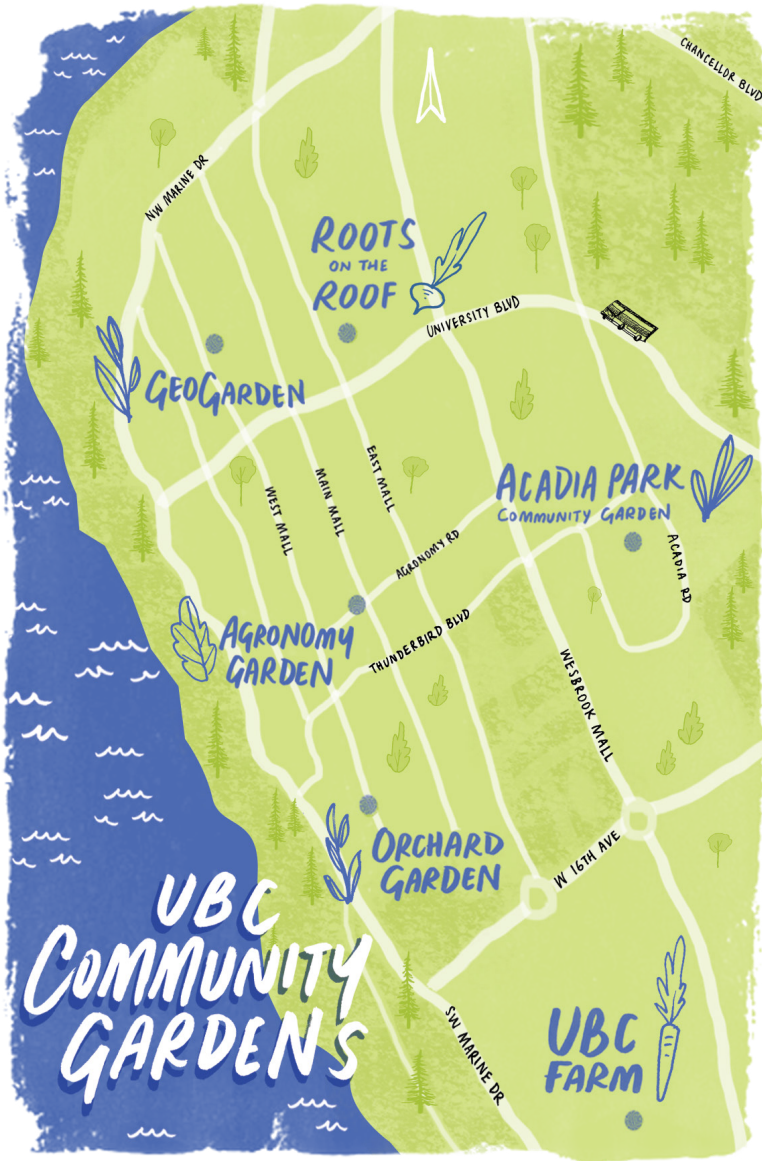 CHANCELLOR BLVD
NW MARINE DR
ROOTS
ON THE
ROOF
UNIVERSITY BLVD
GEOGARDEN
EAST MALL
MAIN MALL
WEST MALL
ACADIA PARK
COMMUNITY GARDEN
ACADIA RD
AGRONOMY RD
AGRONOMY
GARDEN
THUNDERBIRD BLVD
WESBROOK MALL
ORCHARD
GARDEN
W 16TH AVE
UBC
COMMUNITY
GARDENS
SW MARINE DR
UBC
FARM